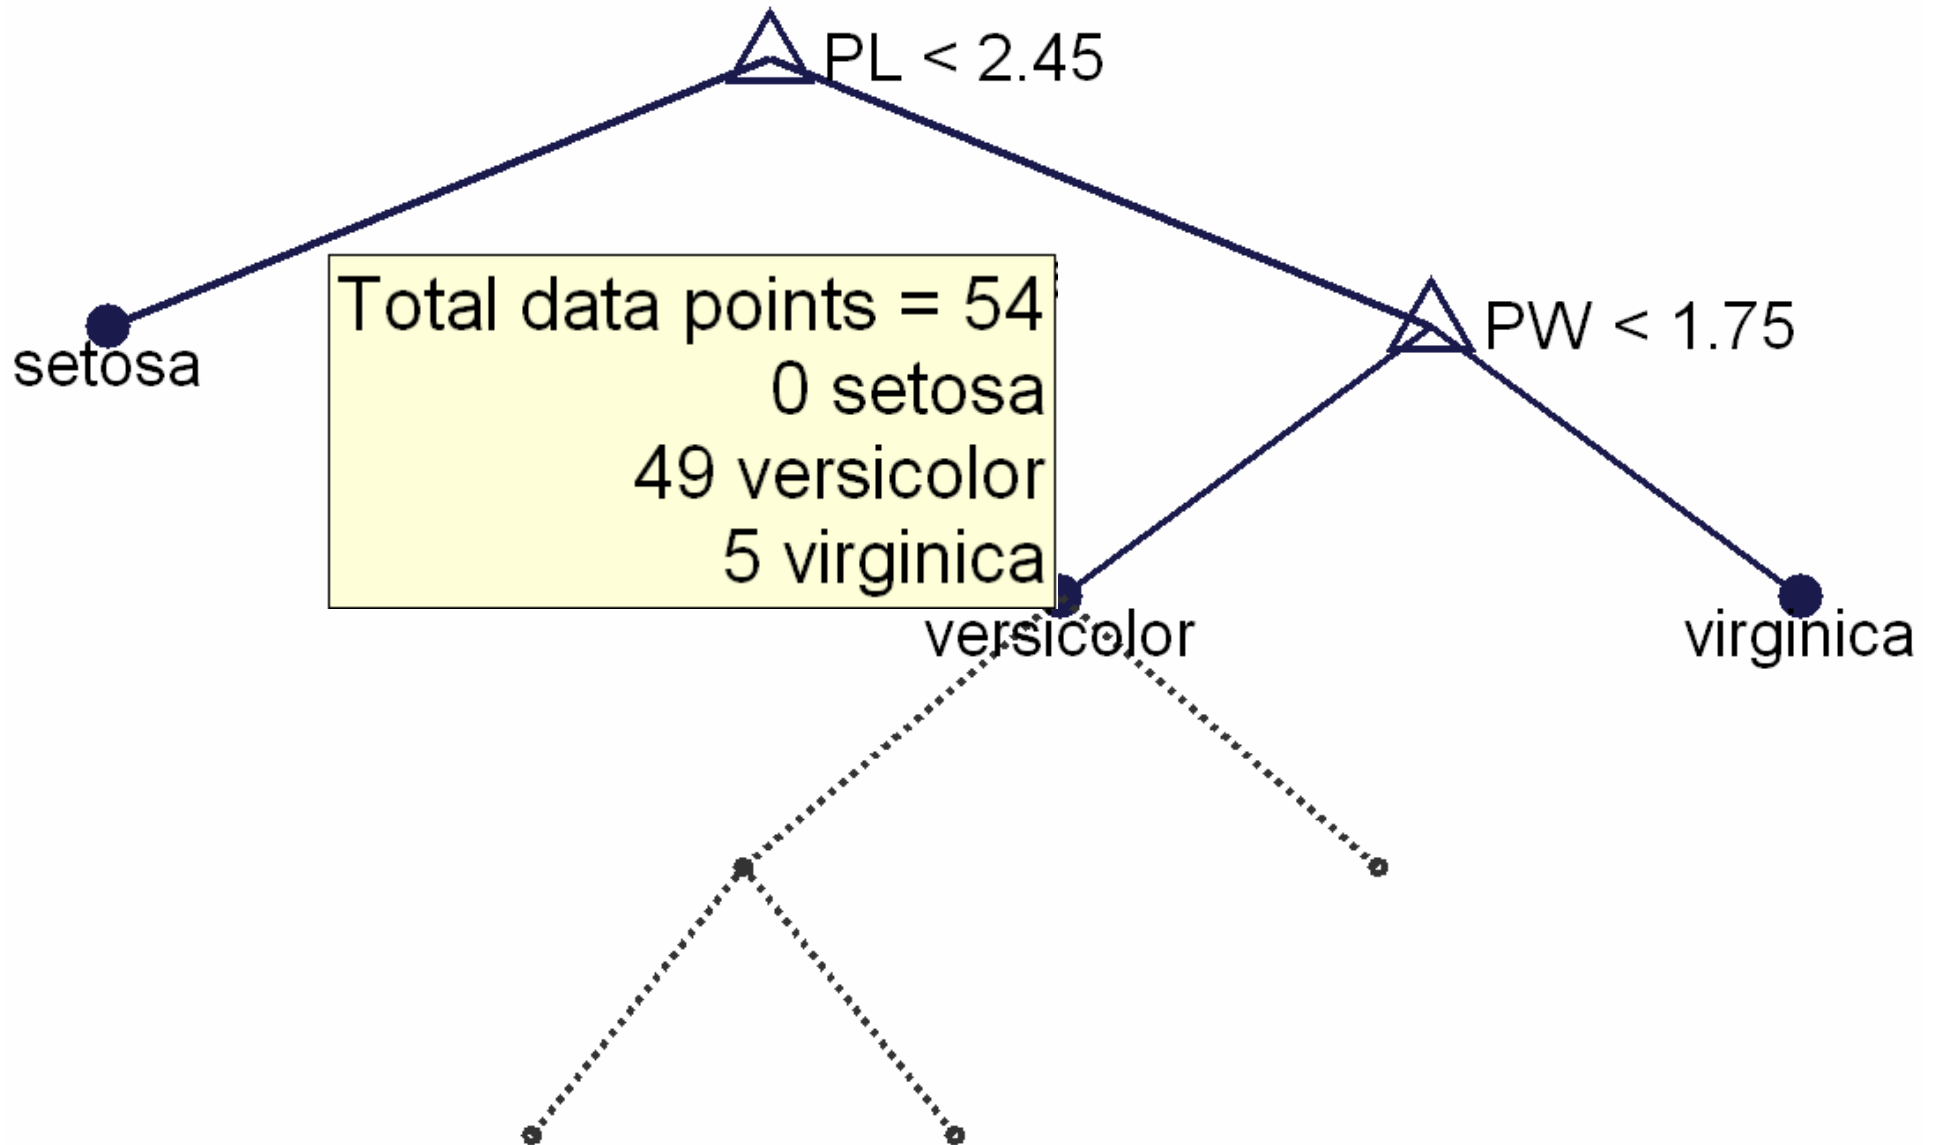 PL < 2.45
setosa
Total data points = 54
0 setosa
49 versicolor
5 virginica
PW < 1.75
versicolor
virginica